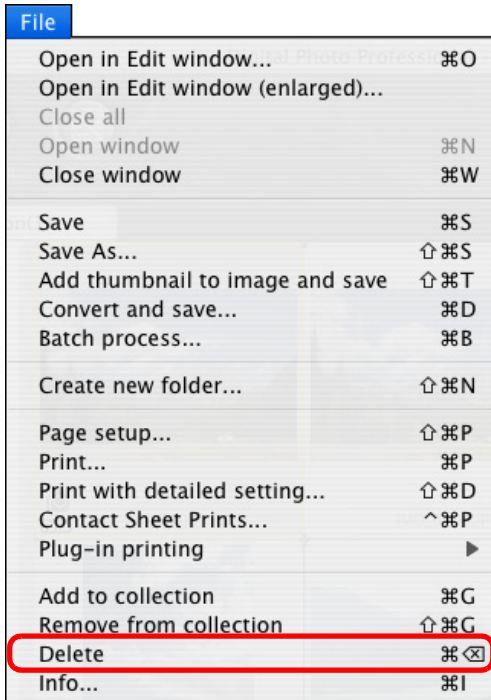 File
Open in Edit window... ⌘O
Open in Edit window (enlarged)...
Close all
Open window ⌘N
Close window ⌘W
Save ⌘S
Save As... ⇧⌘S
Add thumbnail to image and save ⇧⌘T
Convert and save... ⌘D
Batch process... ⌘B
Create new folder... ⇧⌘N
Page setup... ⇧⌘P
Print... ⌘P
Print with detailed setting... ⇧⌘D
Contact Sheet Prints... ^⌘P
Plug-in printing ▶
Add to collection ⌘G
Remove from collection ⇧⌘G
Delete ⌘⌫
Info... ⌘I